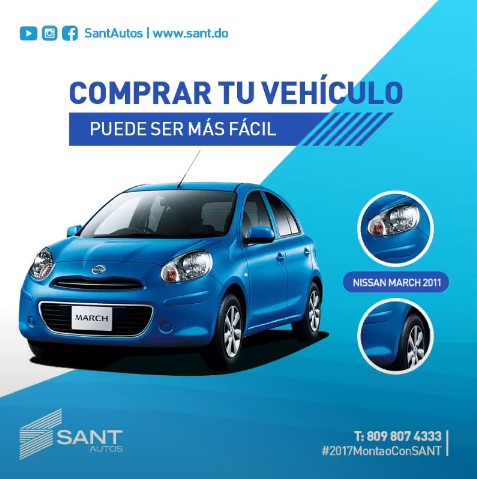 SantAutos | www.sant.do
COMPRAR TU VEHÍCULO
PUEDE SER MÁS FÁCIL
MARCH
NISSAN MARCH 2011
SANT
AUTOS
T: 809 807 4333
#2017MontaoConSANT